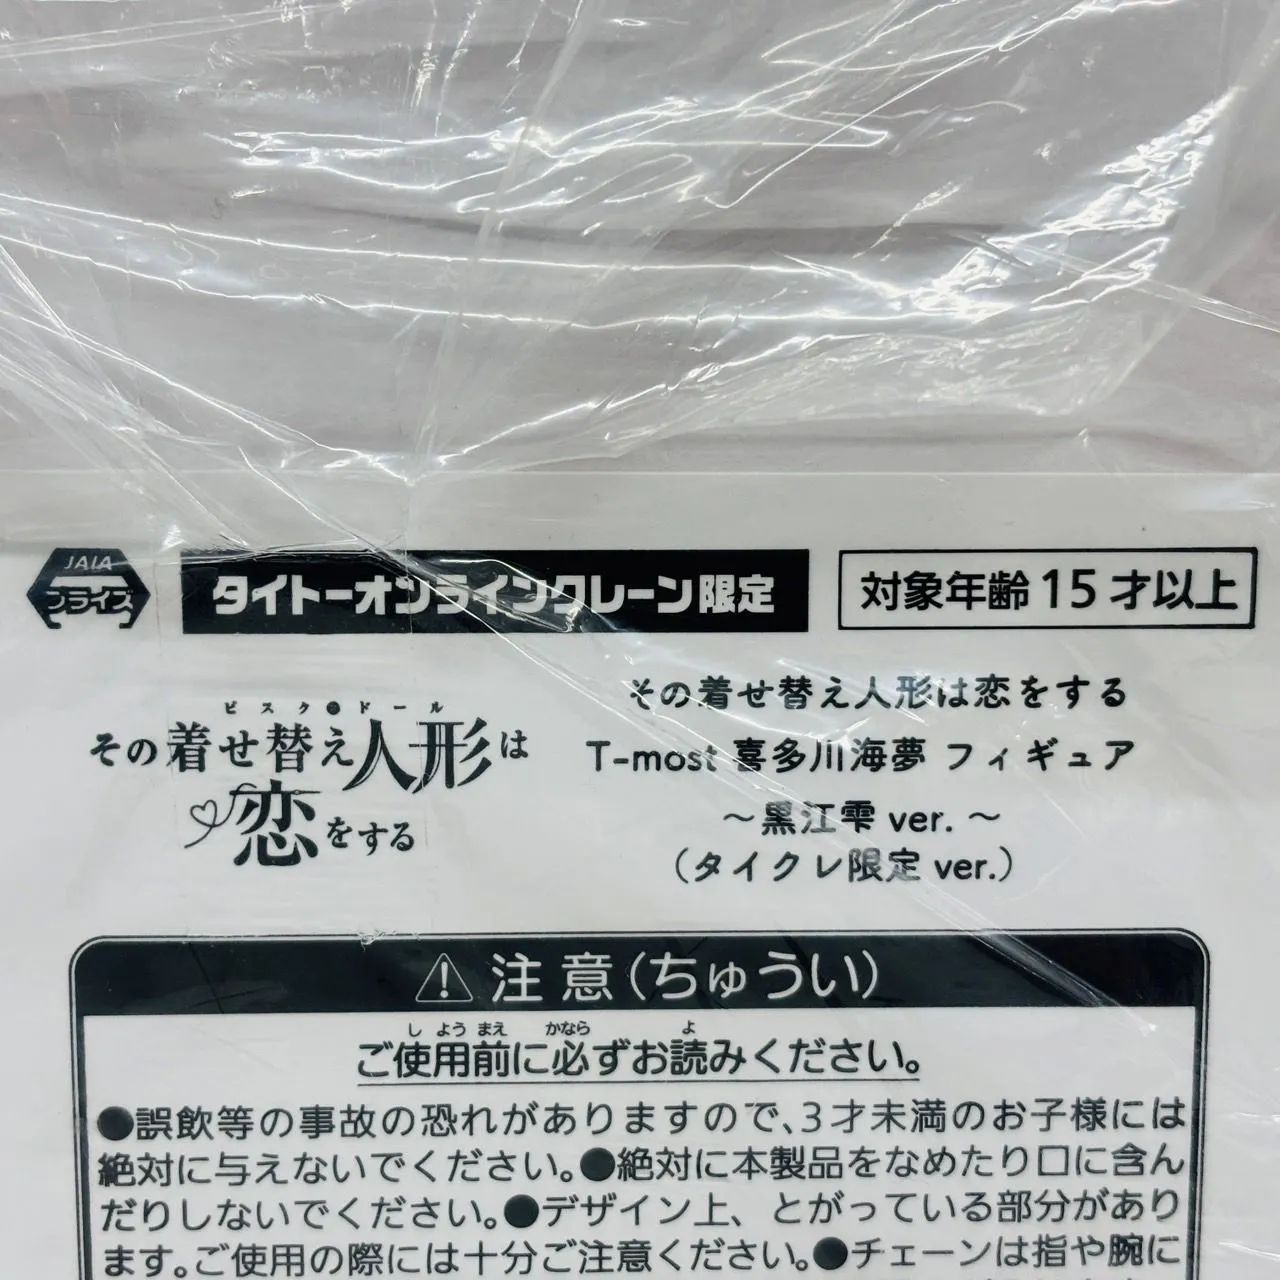 JAIA
プライズ
タイトーオンラインクレーン限定
対象年齢15才以上
ビスク・ドール
その着せ替え人形は
恋をする
その着せ替え人形は恋をする
T-most 喜多川海夢 フィギュア
～黒江雫 ver. ～
（タイクレ限定 ver.）
注意(ちゅうい)
しようまえ かなら よ
ご使用前に必ずお読みください。
●誤飲等の事故の恐れがありますので、3才未満のお子様には
絶対に与えないでください。●絶対に本製品をなめたり口に含ん
だりしないでください。●デザイン上、とがっている部分があり
ます。ご使用の際には十分ご注意ください。●チェーンは指や腕に